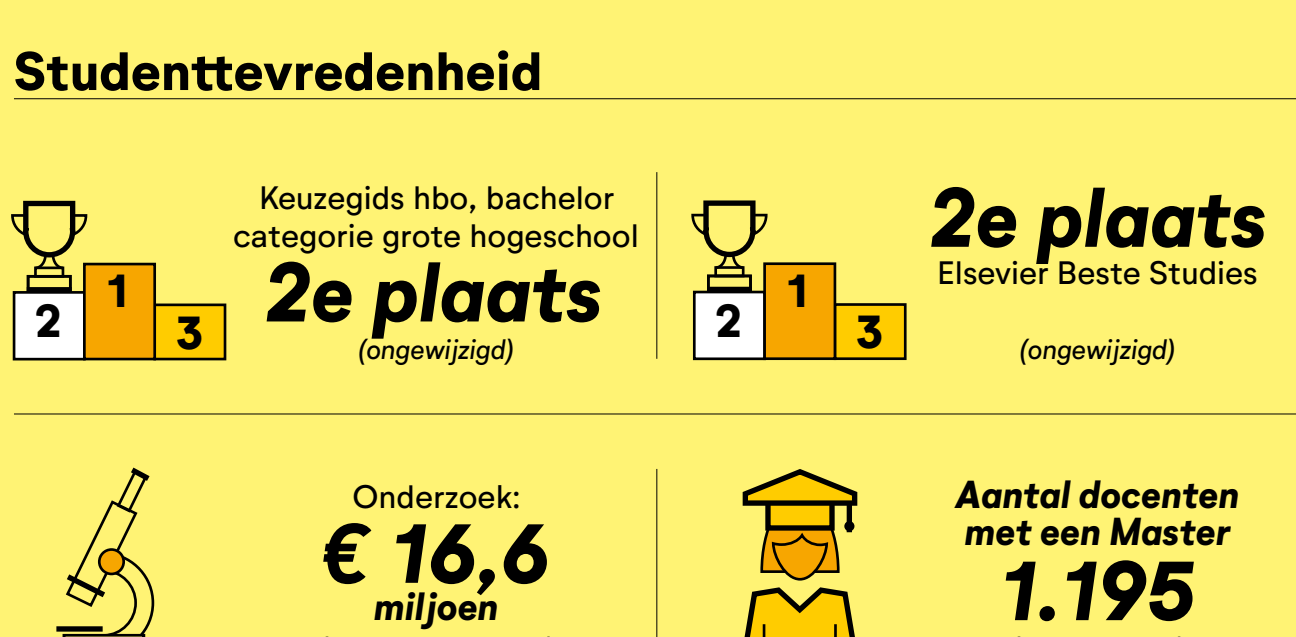 Studenttevredenheid
Keuzegids hbo, bachelor
categorie grote hogeschool
2e plaats
(ongewijzigd)
2
1
3
2e plaats
Elsevier Beste Studies
(ongewijzigd)
2
1
3
Onderzoek:
€ 16,6
miljoen
Aantal docenten
met een Master
1.195